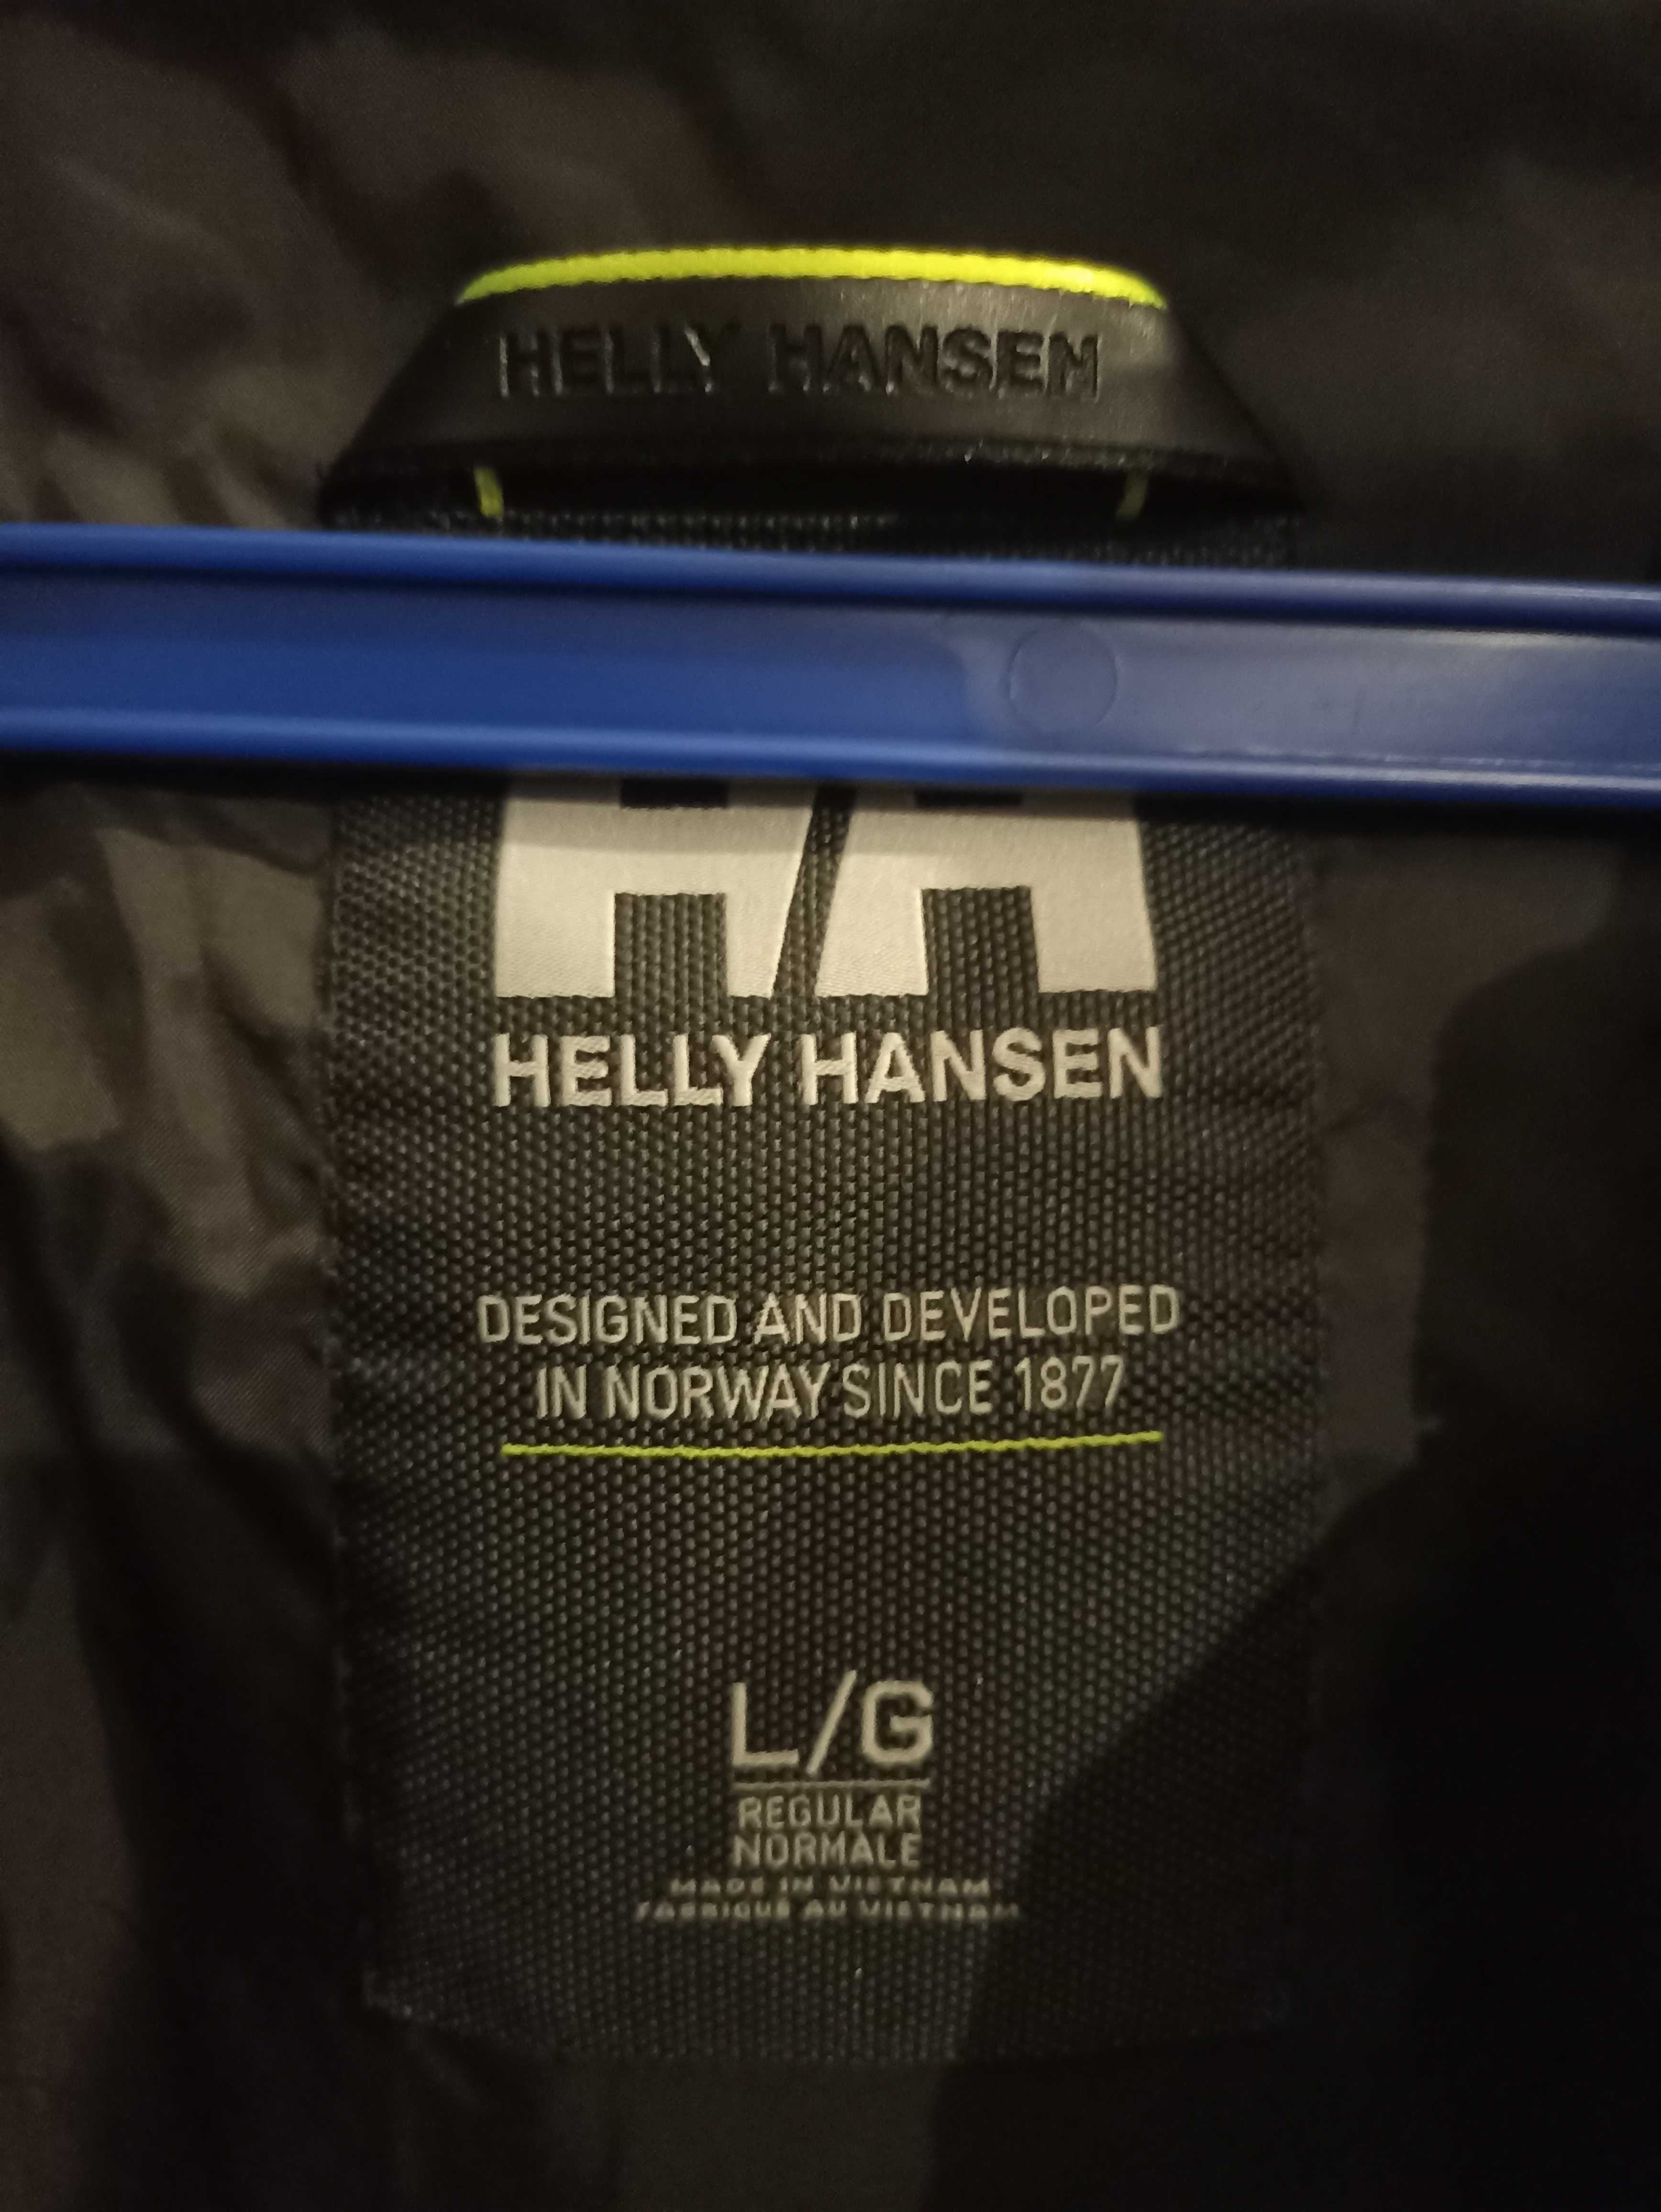 HELLY HANSEN
HH
HELLY HANSEN
DESIGNED AND DEVELOPED
IN NORWAY SINCE 1877
L/G
REGULAR
NORMALE
MADE IN VIETNAM
FABRIQUÉ AU VIETNAM